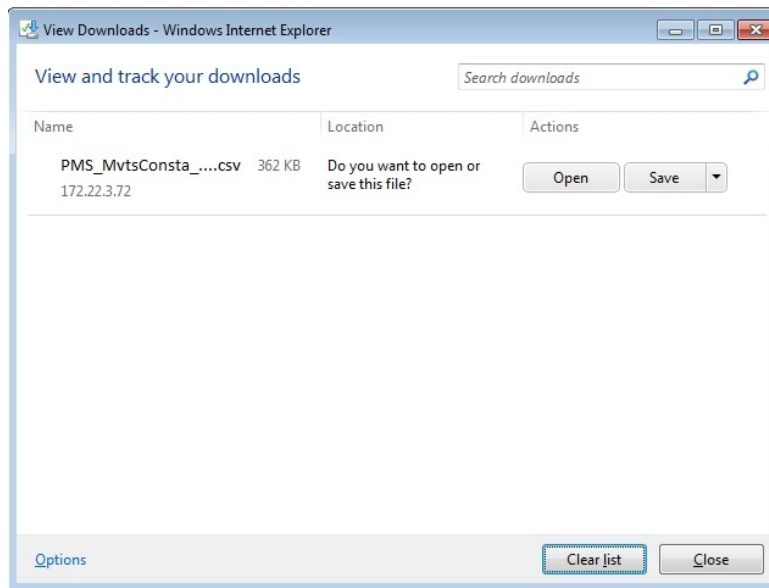 View Downloads - Windows Internet Explorer
View and track your downloads
Search downloads
Name Location Actions
PMS_MvtsConsta_....csv 362 KB Do you want to open or Open Save
172.22.3.72 save this file?
Options Clear list Close